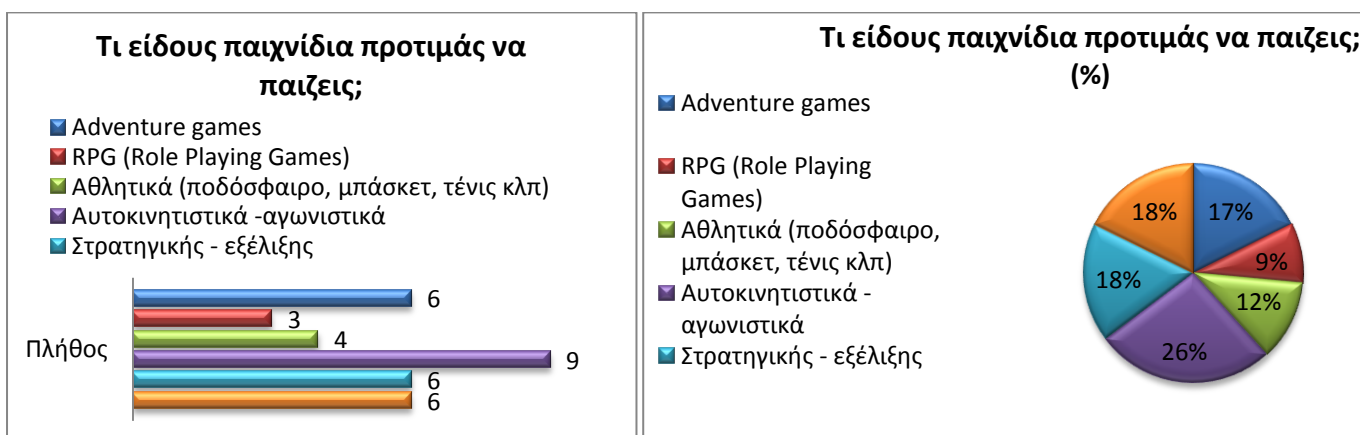 Τι είδους παιχνίδια προτιμάς να
παιζεις;
Adventure games
RPG (Role Playing Games)
Αθλητικά (ποδόσφαιρο, μπάσκετ, τένις κλπ)
Αυτοκινητιστικά -αγωνιστικά
Στρατηγικής - εξέλιξης
Πλήθος
6
3
4
9
6
6
Τι είδους παιχνίδια προτιμάς να παιζεις;
(%)
Adventure games
RPG (Role Playing
Games)
Αθλητικά (ποδόσφαιρο,
μπάσκετ, τένις κλπ)
Αυτοκινητιστικά -
αγωνιστικά
Στρατηγικής - εξέλιξης
17%
9%
12%
26%
18%
18%